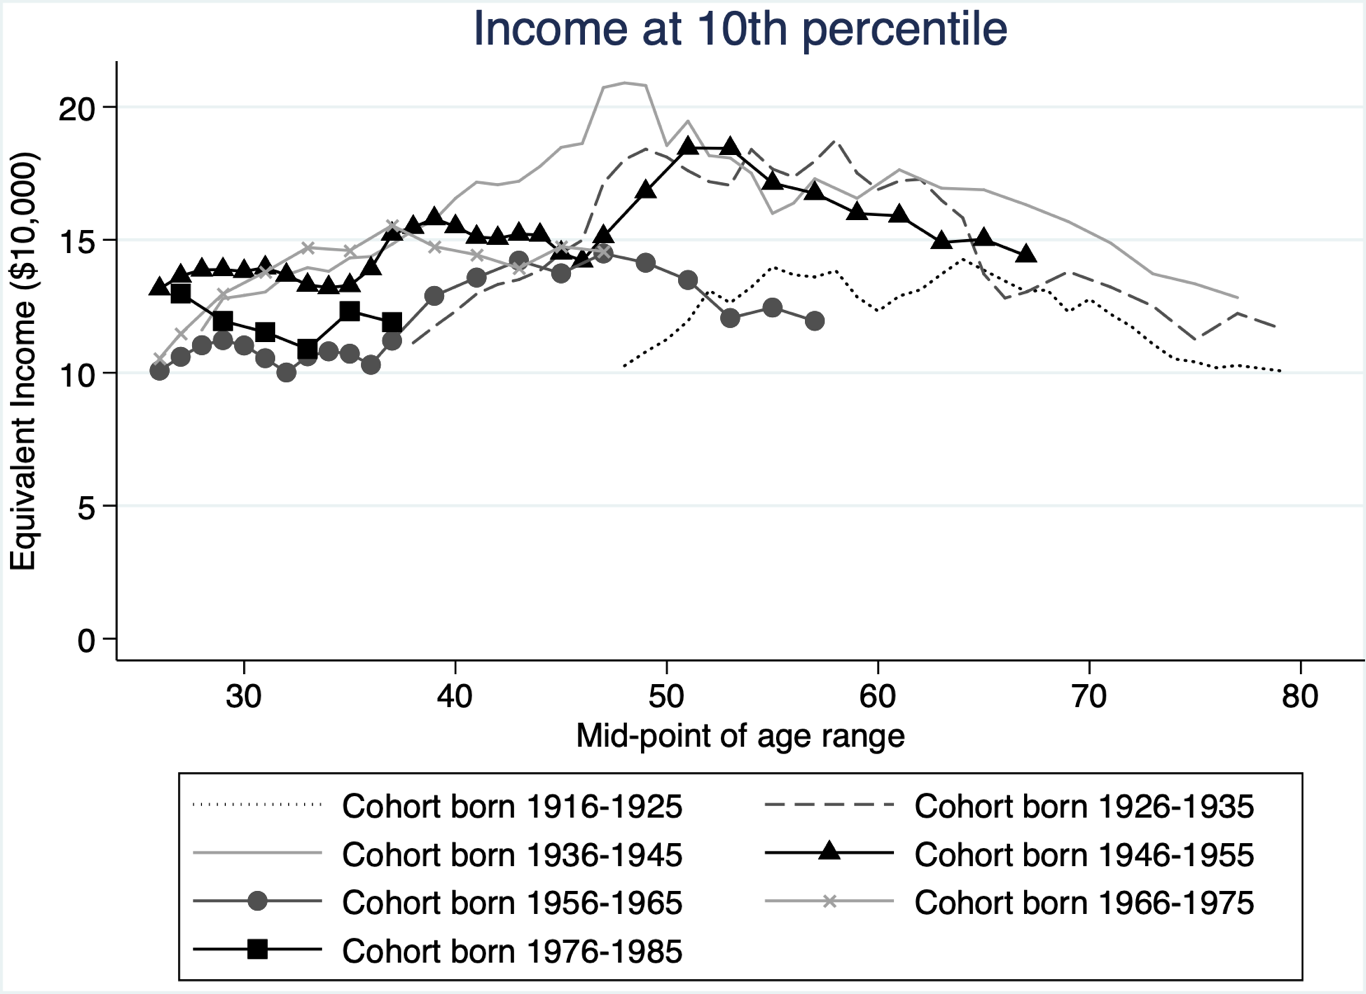 Income at 10th percentile
Equivalent Income ($10,000)
20
15
10
5
0
30 40 50 60 70 80
Mid-point of age range
Cohort born 1916-1925 Cohort born 1926-1935
Cohort born 1936-1945 Cohort born 1946-1955
Cohort born 1956-1965 Cohort born 1966-1975
Cohort born 1976-1985